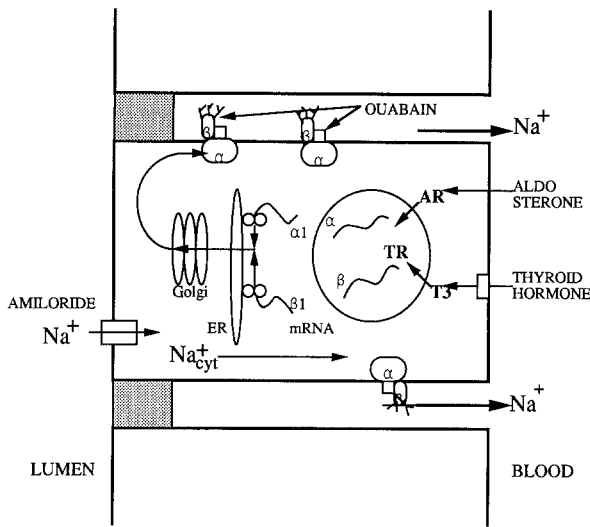 OUABAIN
Na+
β
β
α
α
AR
ALDO
STERONE
α1
α
TR
β
T3
THYROID
HORMONE
Golgi
β1
ER
mRNA
AMILORIDE
Na+
Na+cyt
α
β
Na+
LUMEN
BLOOD